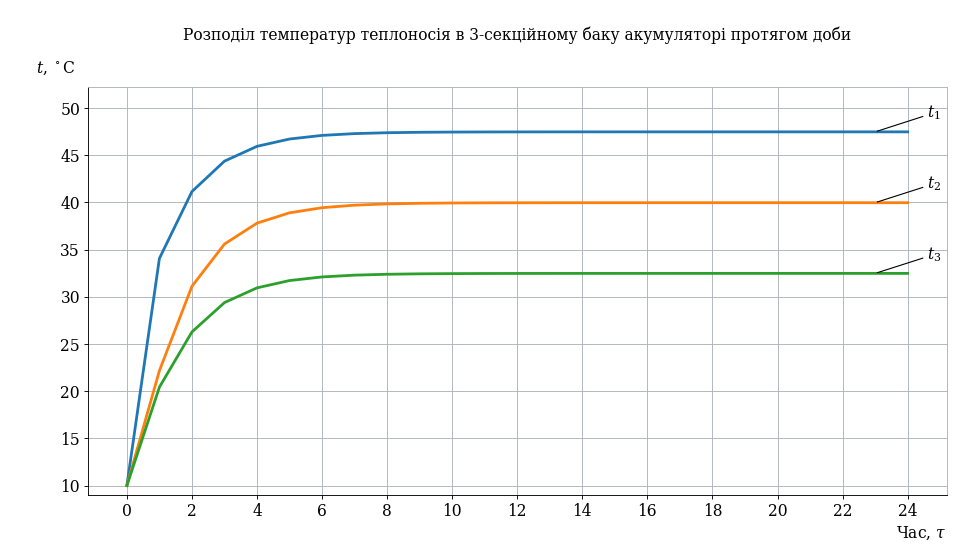 Розподіл температур теплоносія в 3-секційному баку акумуляторі протягом доби
t, °C
50
45
40
35
30
25
20
15
10
t₁
t₂
t₃
0 2 4 6 8 10 12 14 16 18 20 22 24
Час, τ